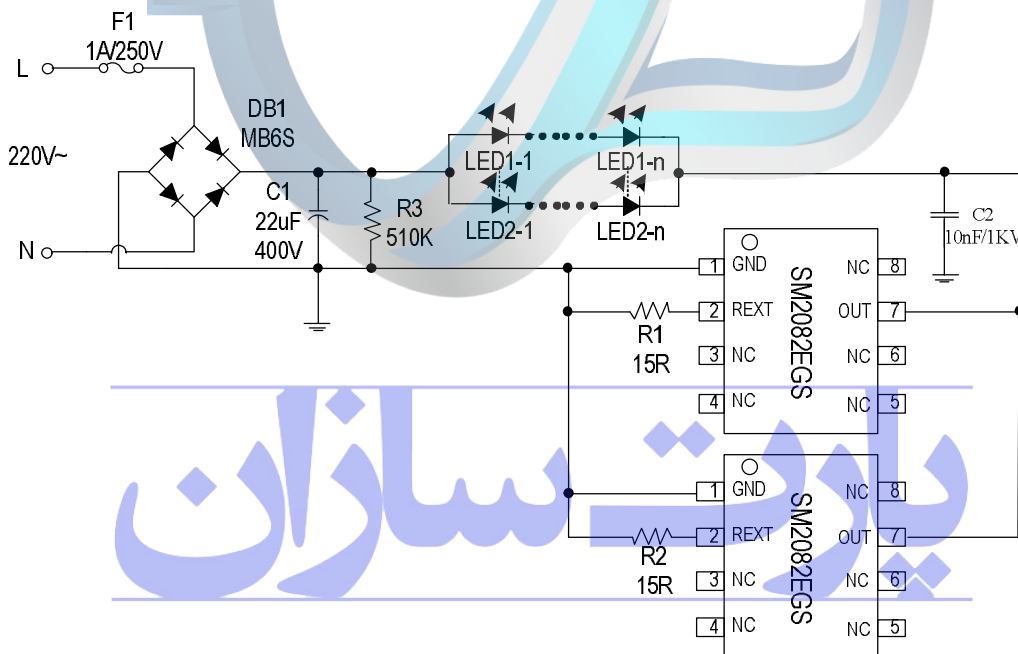 F1
1A/250V
L
220V~
N
DB1
MB6S
C1
22uF
400V
R3
510K
LED1-1
LED1-n
LED2-1
LED2-n
C2
10nF/1KV
1 GND
2 REXT
3 NC
4 NC
SM2082EGS
NC 8
OUT 7
NC 6
NC 5
R1
15R
1 GND
2 REXT
3 NC
4 NC
SM2082EGS
NC 8
OUT 7
NC 6
NC 5
R2
15R
پارت سازان